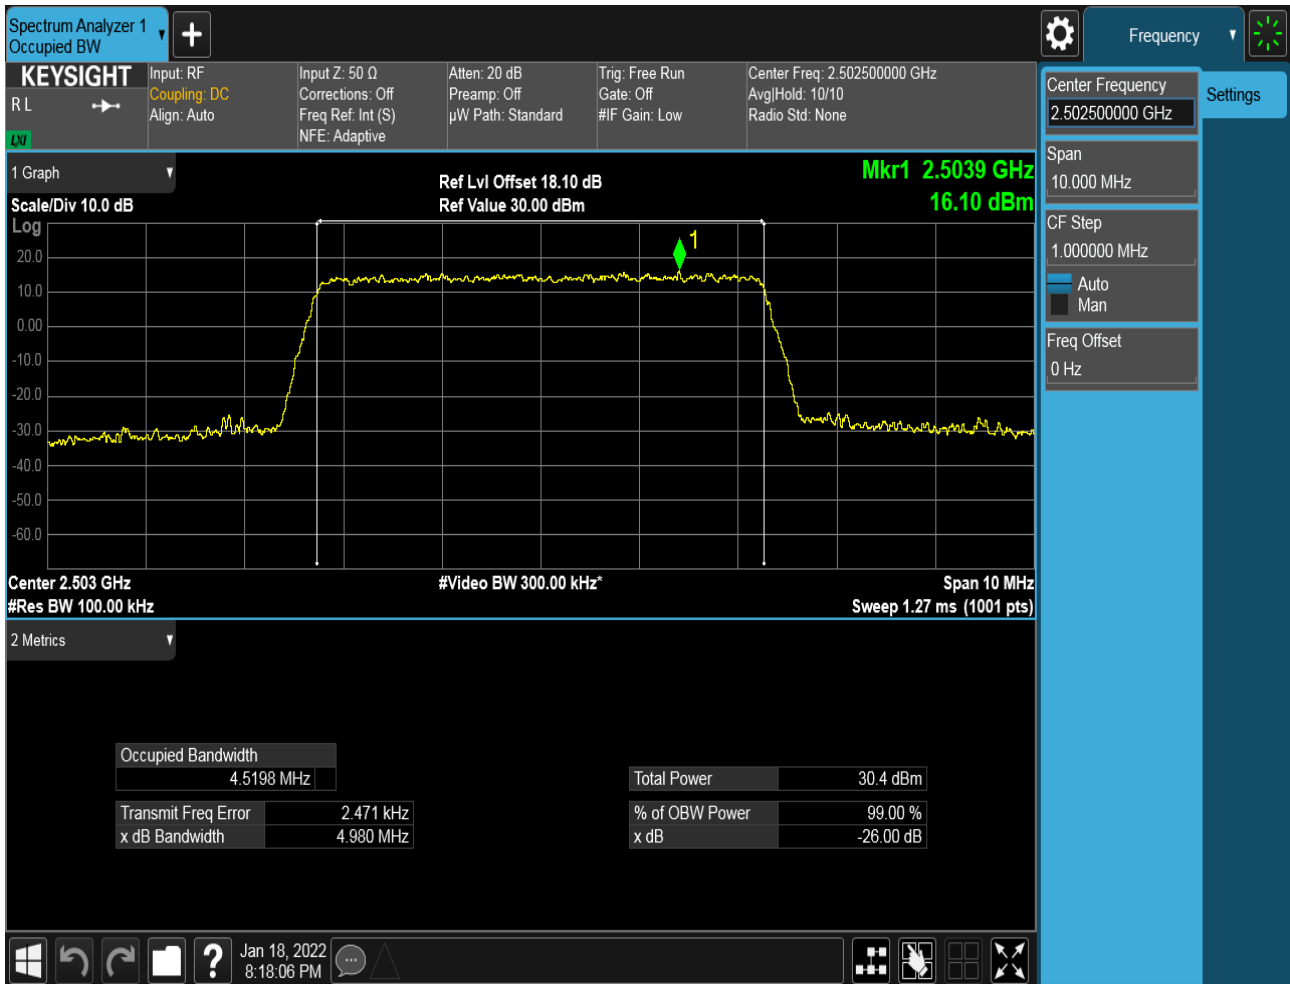 Spectrum Analyzer 1
Occupied BW
+
Frequency
KEYSIGHT
R L
LXI
Input: RF
Coupling: DC
Align: Auto
Input Z: 50 Ω
Corrections: Off
Freq Ref: Int (S)
NFE: Adaptive
Atten: 20 dB
Preamp: Off
µW Path: Standard
Trig: Free Run
Gate: Off
#IF Gain: Low
Center Freq: 2.502500000 GHz
Avg|Hold: 10/10
Radio Std: None
Center Frequency
2.502500000 GHz
Settings
Span
10.000 MHz
CF Step
1.000000 MHz
Auto
Man
Freq Offset
0 Hz
1 Graph
Scale/Div 10.0 dB
Log
Ref Lvl Offset 18.10 dB
Ref Value 30.00 dBm
Mkr1 2.5039 GHz
16.10 dBm
1
20.0
10.0
0.00
-10.0
-20.0
-30.0
-40.0
-50.0
-60.0
Center 2.503 GHz
#Res BW 100.00 kHz
#Video BW 300.00 kHz*
Span 10 MHz
Sweep 1.27 ms (1001 pts)
2 Metrics
Occupied Bandwidth
4.5198 MHz
Transmit Freq Error 2.471 kHz
x dB Bandwidth 4.980 MHz
Total Power 30.4 dBm
% of OBW Power 99.00 %
x dB -26.00 dB
?
Jan 18, 2022
8:18:06 PM